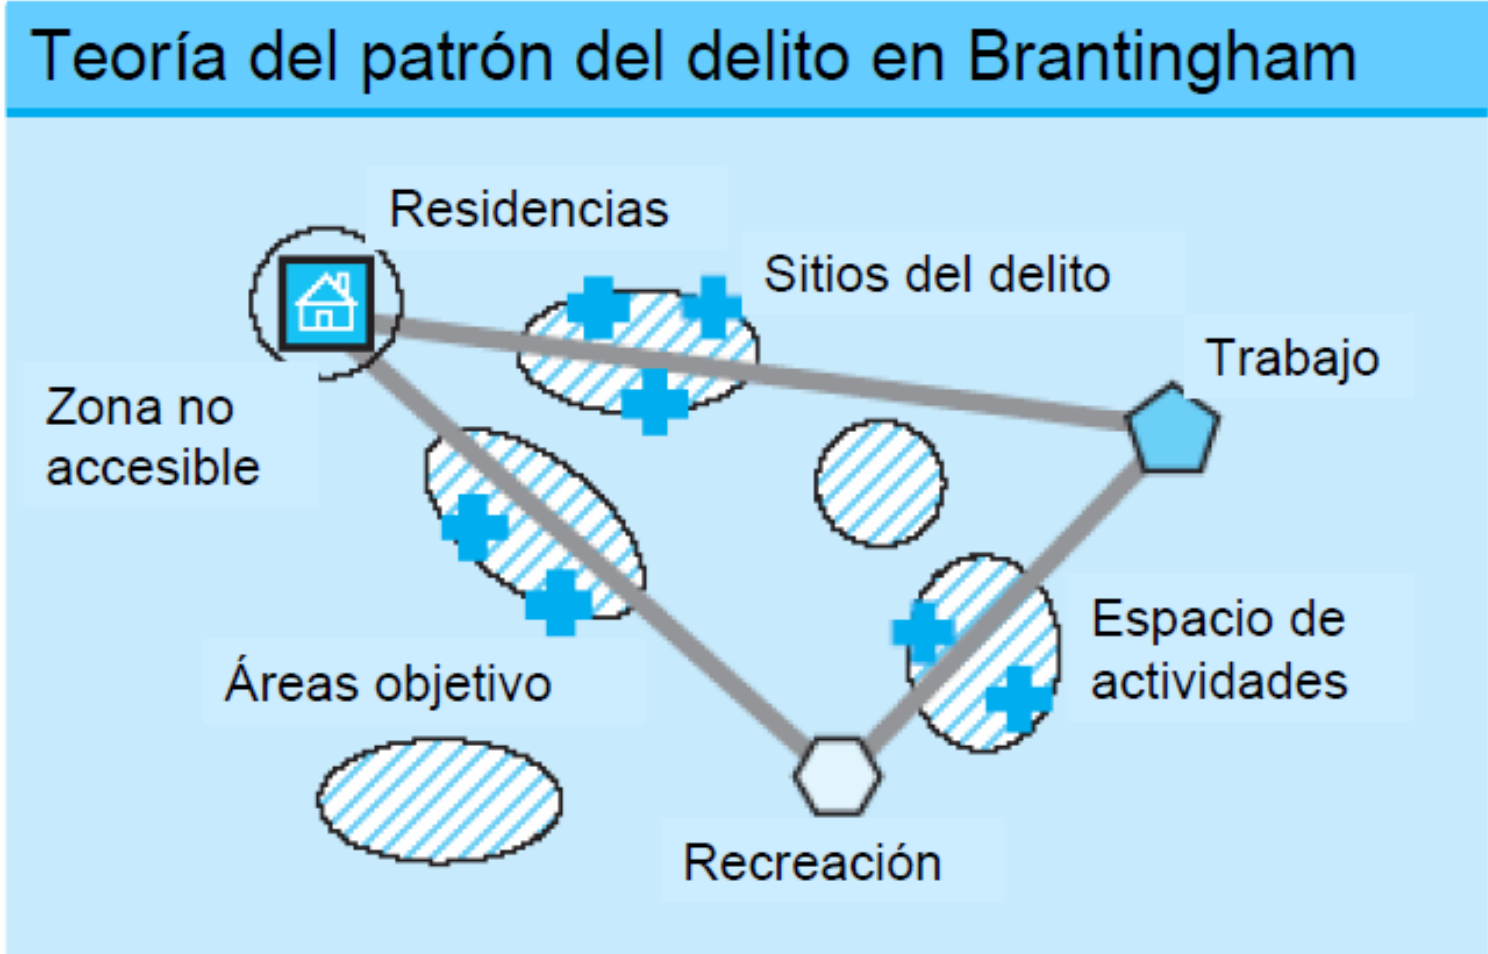 Teoría del patrón del delito en Brantingham
Residencias
Sitios del delito
Trabajo
Zona no
accesible
Espacio de
actividades
Áreas objetivo
Recreación